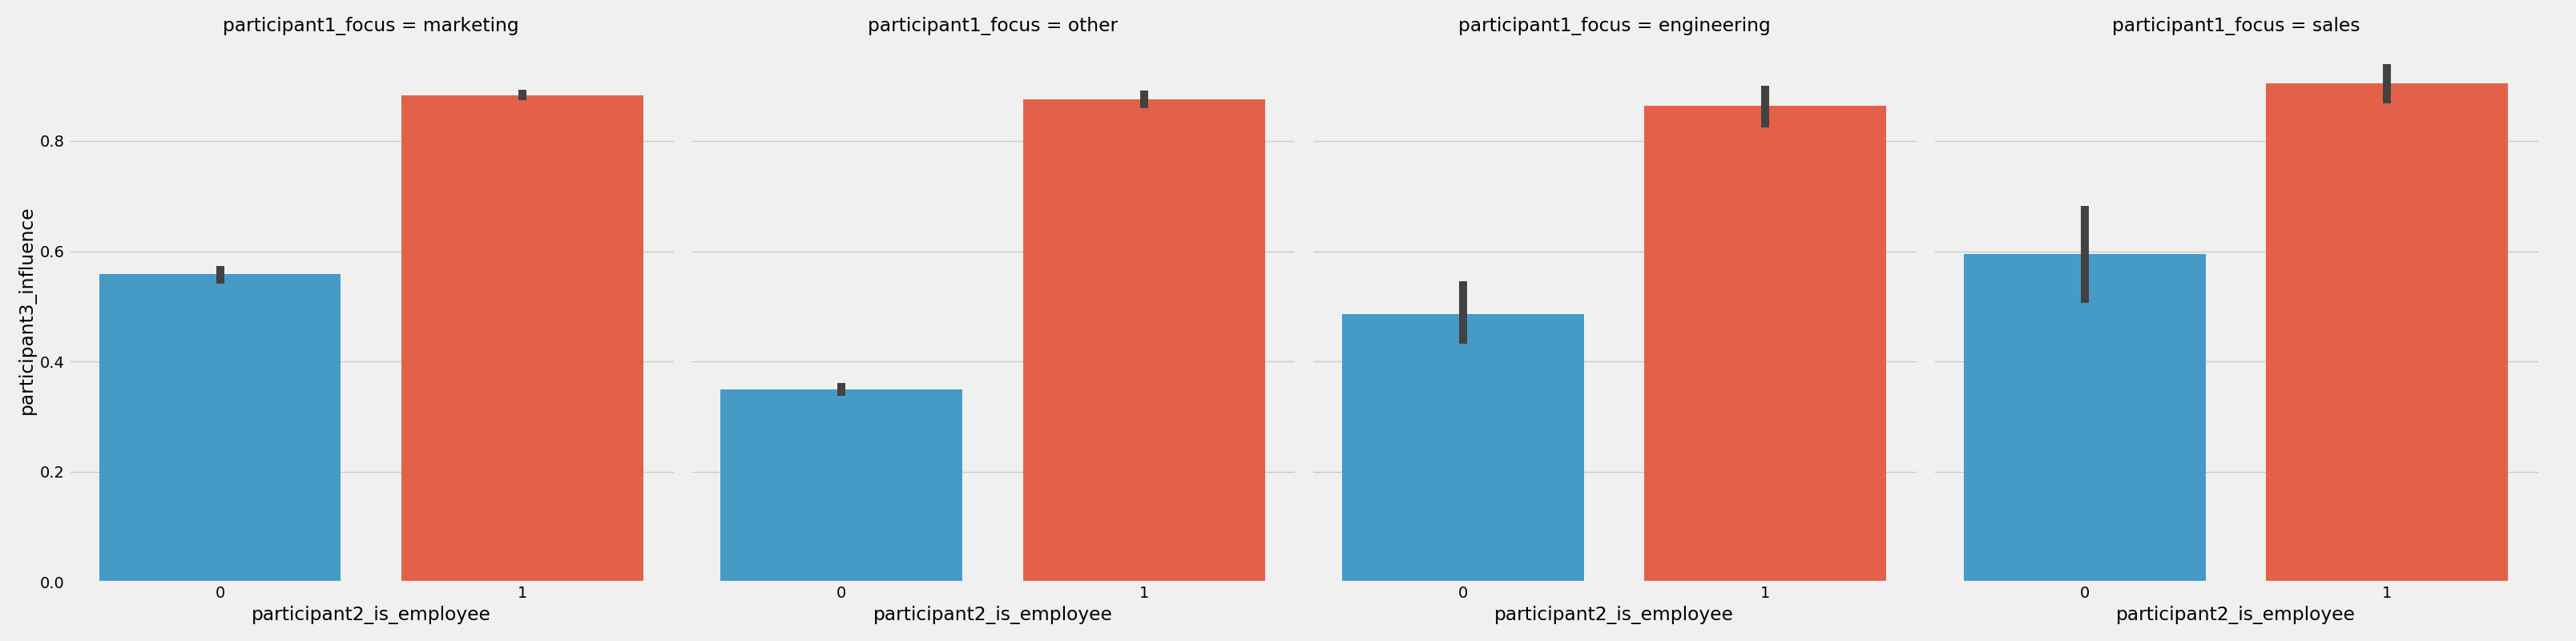 participant1_focus = marketing
participant1_focus = other
participant1_focus = engineering
participant1_focus = sales
participant3_influence
0.8
0.6
0.4
0.2
0.0
0 1
0 1
0 1
0 1
participant2_is_employee
participant2_is_employee
participant2_is_employee
participant2_is_employee